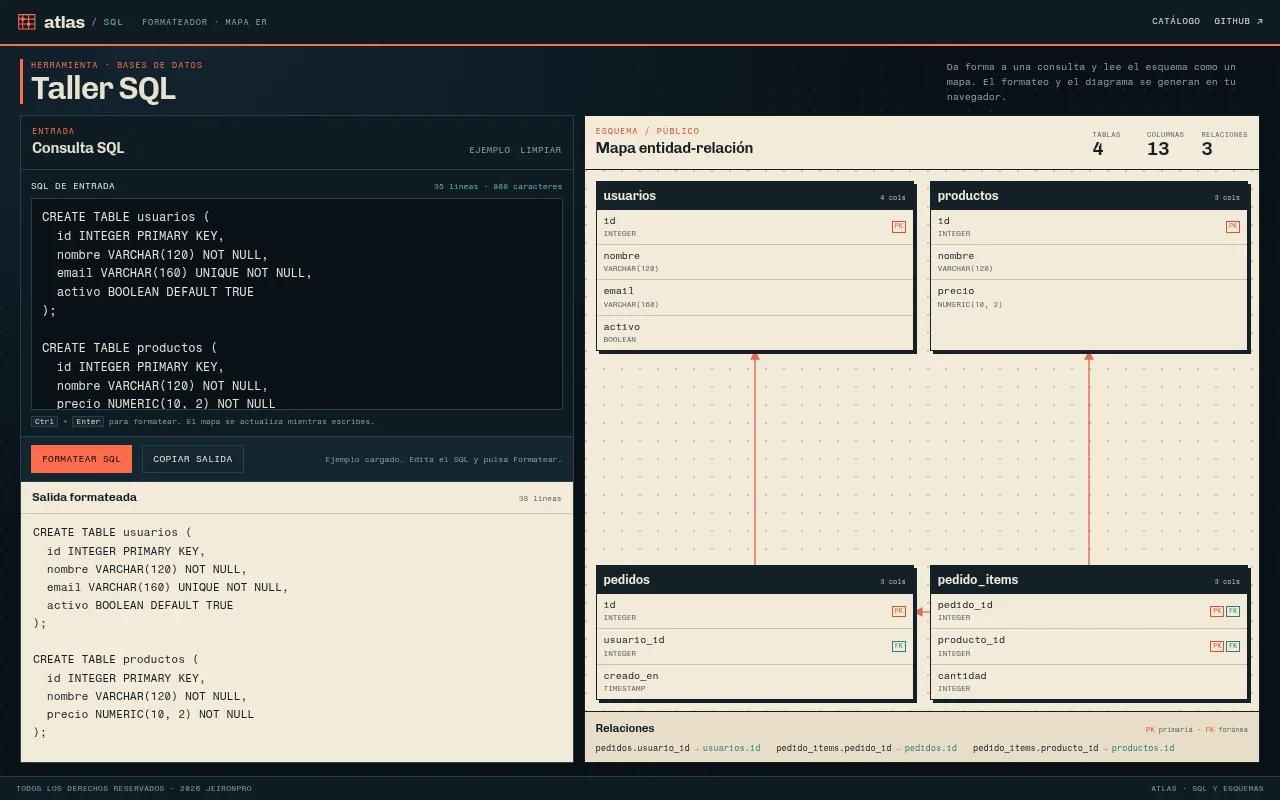 atlas / SQL FORMATEADOR · MAPA ER
CATÁLOGO GITHUB ↗
HERRAMIENTA · BASES DE DATOS
Taller SQL
Da forma a una consulta y lee el esquema como un
mapa. El formateo y el diagrama se generan en tu
navegador.
ENTRADA
Consulta SQL
EJEMPLO LIMPIAR
SQL DE ENTRADA
35 líneas · 860 caracteres
CREATE TABLE usuarios (
id INTEGER PRIMARY KEY,
nombre VARCHAR(120) NOT NULL,
email VARCHAR(160) UNIQUE NOT NULL,
activo BOOLEAN DEFAULT TRUE
);
CREATE TABLE productos (
id INTEGER PRIMARY KEY,
nombre VARCHAR(120) NOT NULL,
precio NUMERIC(10, 2) NOT NULL
Ctrl + Enter para formatear. El mapa se actualiza mientras escribes.
FORMATEAR SQL COPIAR SALIDA
Ejemplo cargado. Edita el SQL y pulsa Formatear.
Salida formateada
38 líneas
CREATE TABLE usuarios (
id INTEGER PRIMARY KEY,
nombre VARCHAR(120) NOT NULL,
email VARCHAR(160) UNIQUE NOT NULL,
activo BOOLEAN DEFAULT TRUE
);
CREATE TABLE productos (
id INTEGER PRIMARY KEY,
nombre VARCHAR(120) NOT NULL,
precio NUMERIC(10, 2) NOT NULL
);
ESQUEMA / PÚBLICO
Mapa entidad-relación
TABLAS COLUMNAS RELACIONES
4 13 3
usuarios 4 cols
id PK
INTEGER
nombre
VARCHAR(120)
email
VARCHAR(160)
activo
BOOLEAN
productos 3 cols
id PK
INTEGER
nombre
VARCHAR(120)
precio
NUMERIC(10, 2)
pedidos 3 cols
id PK
INTEGER
usuario_id FK
INTEGER
creado_en
TIMESTAMP
pedido_items 3 cols
pedido_id PK FK
INTEGER
producto_id PK FK
INTEGER
cantidad
INTEGER
Relaciones
PK primaria · FK foránea
pedidos.usuario_id → usuarios.id pedido_items.pedido_id → pedidos.id pedido_items.producto_id → productos.id
TODOS LOS DERECHOS RESERVADOS - 2026 JEIRONPRO
ATLAS · SQL Y ESQUEMAS